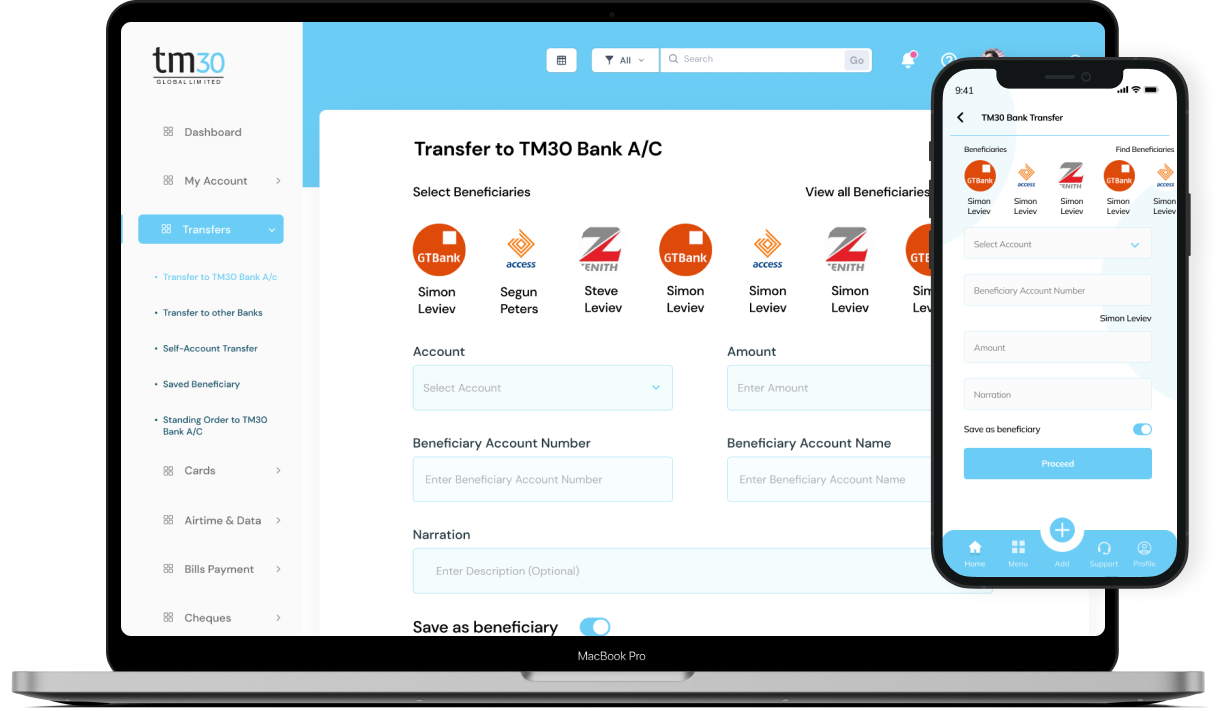 tm30
GLOBAL LIMITED
All
Search
Go
Dashboard
My Account
Transfers
• Transfer to TM30 Bank A/c
• Transfer to other Banks
• Self-Account Transfer
• Saved Beneficiary
• Standing Order to TM30
Bank A/C
Cards
Airtime & Data
Bills Payment
Cheques
Transfer to TM30 Bank A/C
Select Beneficiaries
View all Beneficiaries
GTBank
access
ZENITH
GTBank
access
ZENITH
GTB
Simon
Leviev
Segun
Peters
Steve
Leviev
Simon
Leviev
Simon
Leviev
Simon
Leviev
Sim
Lev
Account
Amount
Select Account
Enter Amount
Beneficiary Account Number
Beneficiary Account Name
Enter Beneficiary Account Number
Enter Beneficiary Account Name
Narration
Enter Description (Optional)
Save as beneficiary
MacBook Pro
9:41
TM30 Bank Transfer
Beneficiaries
Find Beneficiaries
GTBank
access
ZENITH
GTBank
access
Simon
Leviev
Simon
Leviev
Simon
Leviev
Simon
Leviev
Simon
Leviev
Select Account
Beneficiary Account Number
Simon Leviev
Amount
Narration
Save as beneficiary
Proceed
Home
Menu
Add
Support
Profile